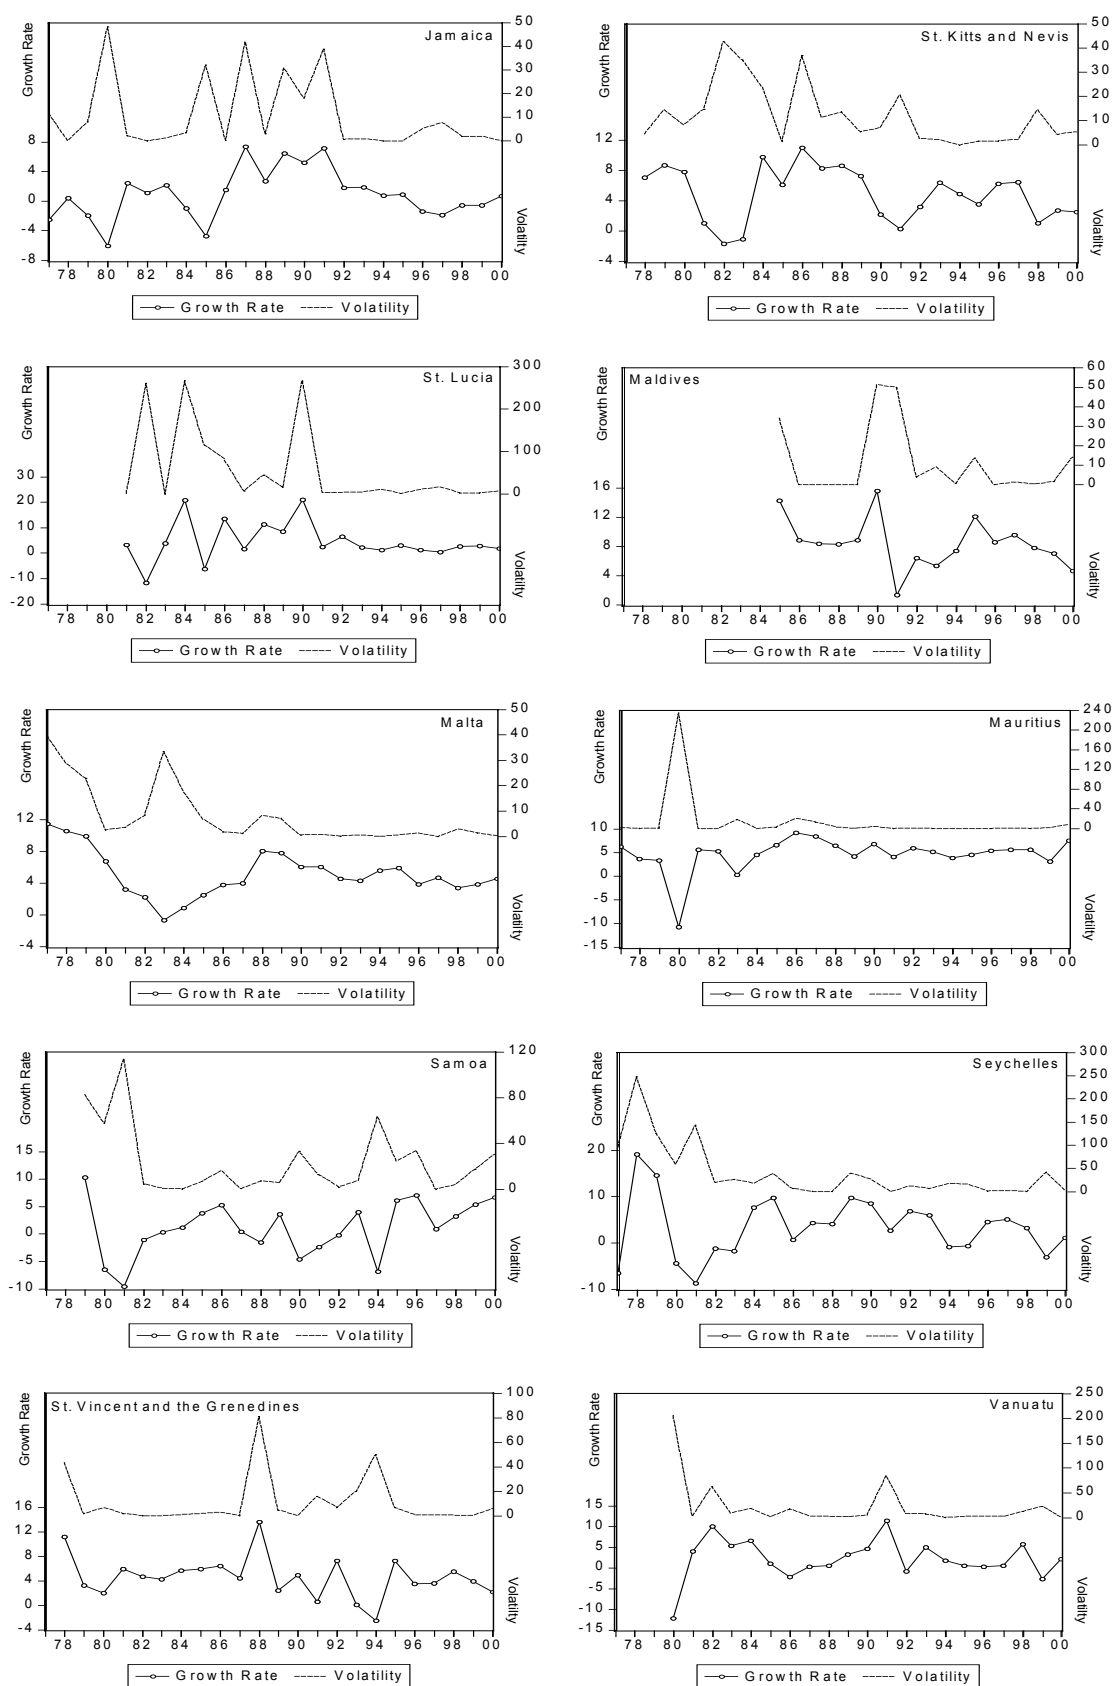 Jamaica
Growth Rate
50
40
30
20
10
0
8
4
0
-4
-8
Volatility
78 80 82 84 86 88 90 92 94 96 98 00
Growth Rate Volatility
St. Kitts and Nevis
Growth Rate
50
40
30
20
10
0
12
8
4
0
-4
Volatility
78 80 82 84 86 88 90 92 94 96 98 00
Growth Rate Volatility
St. Lucia
Growth Rate
300
200
100
0
30
20
10
0
-10
-20
Volatility
78 80 82 84 86 88 90 92 94 96 98 00
Growth Rate Volatility
Maldives
Growth Rate
60
50
40
30
20
10
0
16
12
8
4
0
Volatility
78 80 82 84 86 88 90 92 94 96 98 00
Growth Rate Volatility
Malta
Growth Rate
50
40
30
20
10
0
12
8
4
0
-4
Volatility
78 80 82 84 86 88 90 92 94 96 98 00
Growth Rate Volatility
Mauritius
Growth Rate
240
200
160
120
80
40
0
10
5
0
-5
-10
-15
Volatility
78 80 82 84 86 88 90 92 94 96 98 00
Growth Rate Volatility
Samoa
Growth Rate
120
80
40
0
15
10
5
0
-5
-10
Volatility
78 80 82 84 86 88 90 92 94 96 98 00
Growth Rate Volatility
Seychelles
Growth Rate
300
250
200
150
100
50
0
20
10
0
-10
Volatility
78 80 82 84 86 88 90 92 94 96 98 00
Growth Rate Volatility
St. Vincent and the Grenedines
Growth Rate
100
80
60
40
20
0
16
12
8
4
0
-4
Volatility
78 80 82 84 86 88 90 92 94 96 98 00
Growth Rate Volatility
Vanuatu
Growth Rate
250
200
150
100
50
0
15
10
5
0
-5
-10
-15
Volatility
78 80 82 84 86 88 90 92 94 96 98 00
Growth Rate Volatility